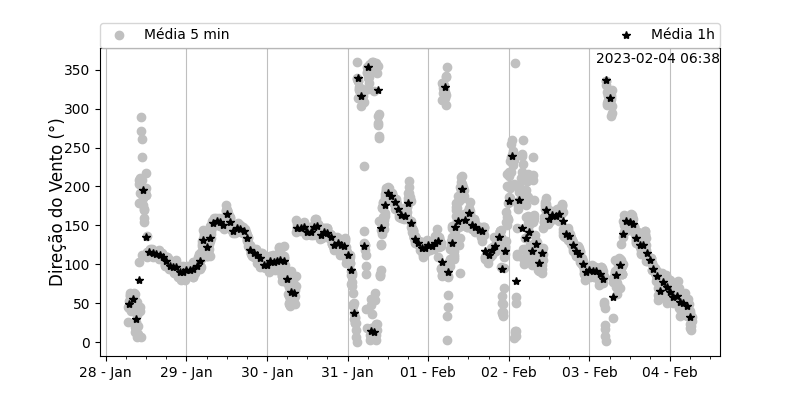 Média 5 min
Média 1h
2023-02-04 06:38
Direção do Vento (°)
350
300
250
200
150
100
50
0
28 - Jan
29 - Jan
30 - Jan
31 - Jan
01 - Feb
02 - Feb
03 - Feb
04 - Feb